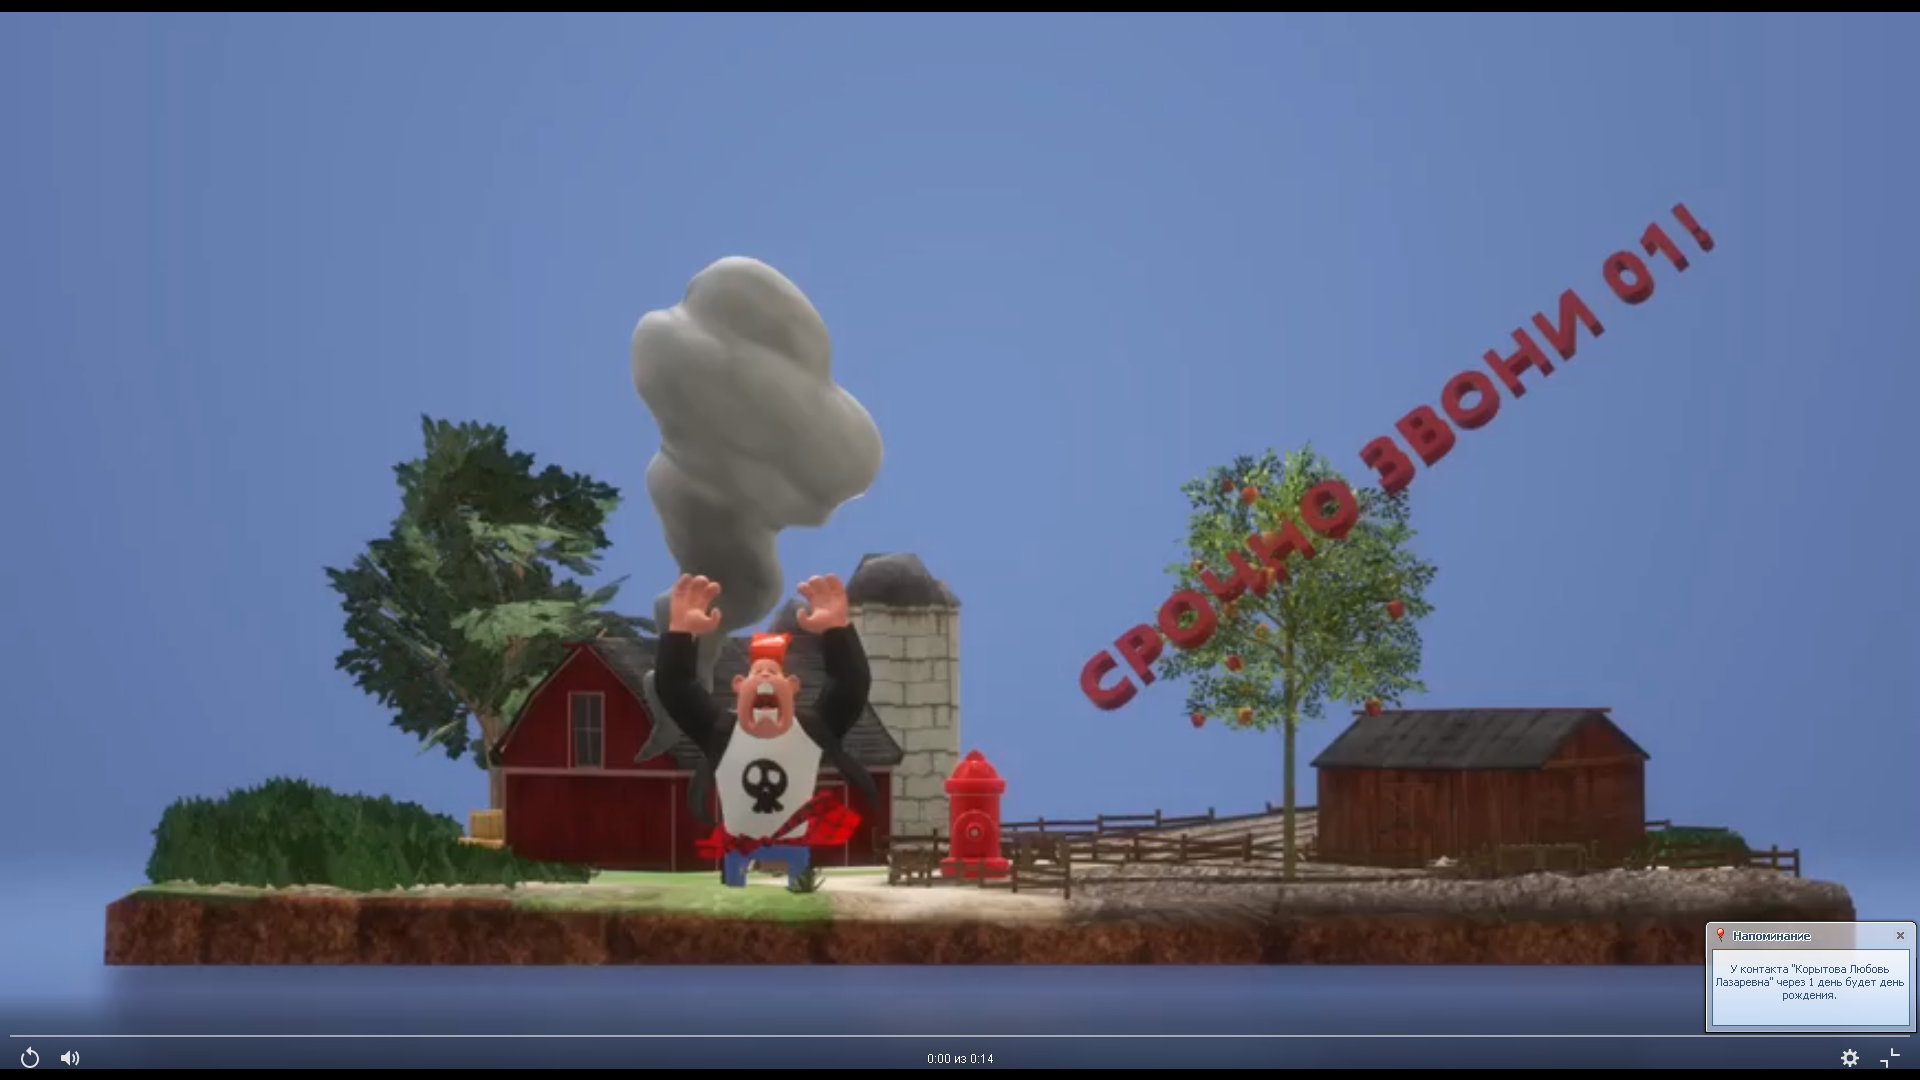 СРОЧНО ЗВОНИ 01!
Напоминание
У контакта "Корытова Любовь
Лазаревна" через 1 день будет день
рождения.
0:00 из 0:14